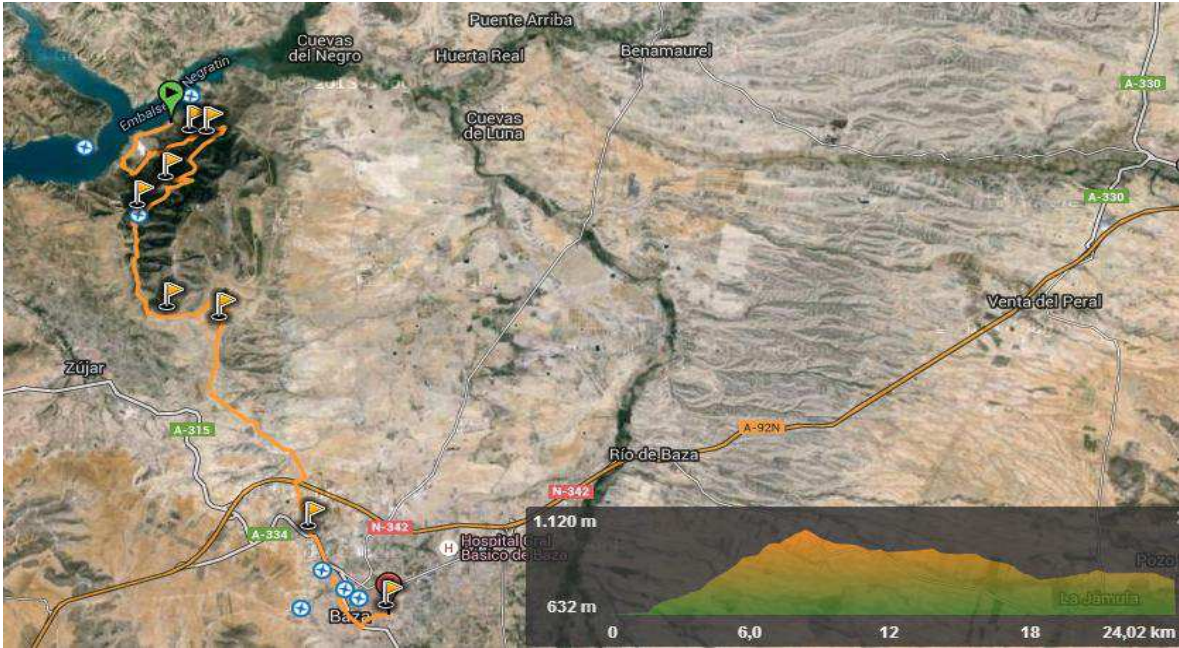 Puente Arriba
Cuevas
del Negro
Huerta Real
Benamaurel
Embalse
Negratín
A-330
Cuevas
de Luna
A-330
Venta del Peral
Zújar
A-315
A-92N
Río de Baza
N-342
A-334
N-342
H
Hospital Gral
Básico de Baza
Baza
1.120 m
632 m
Pozo
La Jámula
0
6,0
12
18
24,02 km